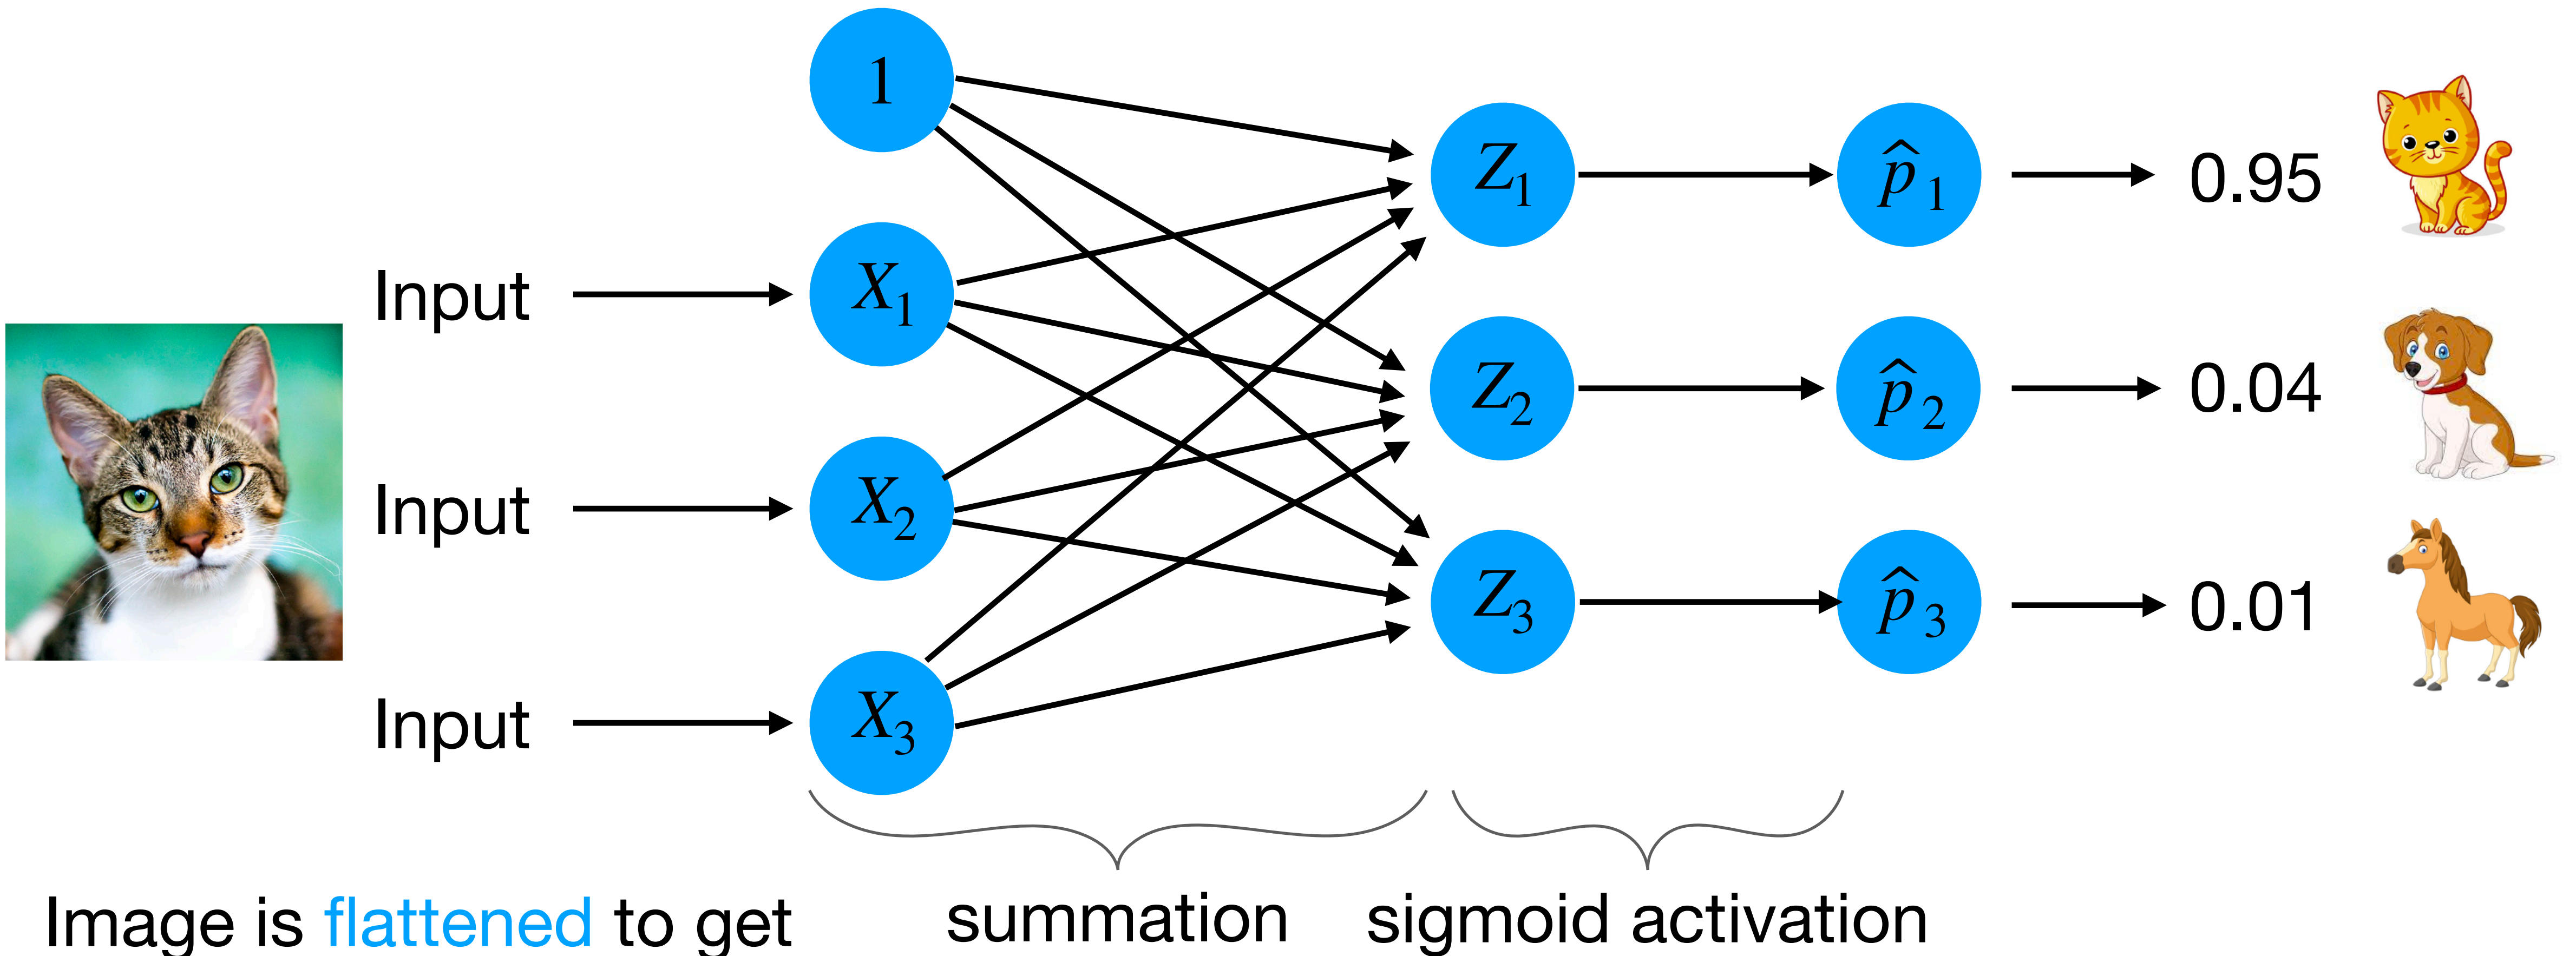 1
Z₁
p̂₁
0.95
Input
X₁
Z₂
p̂₂
0.04
Input
X₂
Z₃
p̂₃
0.01
Input
X₃
Image is flattened to get
summation
sigmoid activation